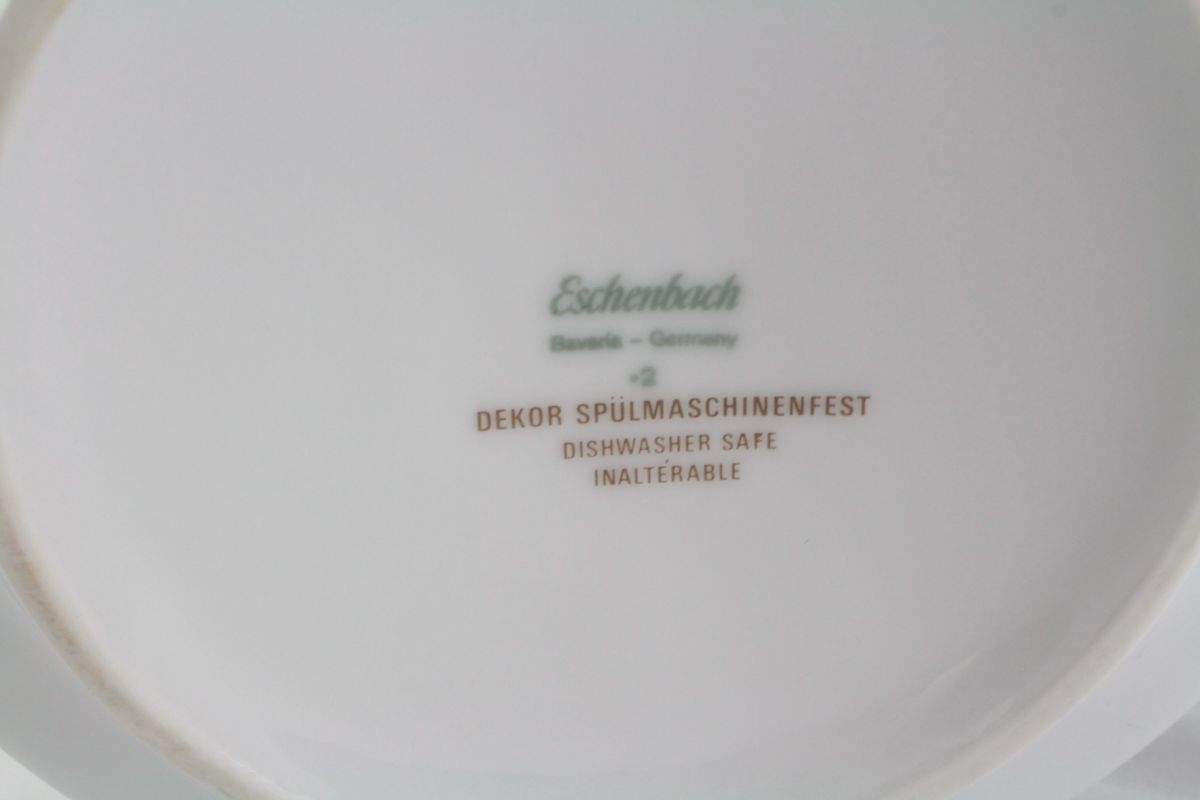 Eschenbach
Bavaria – Germany
+2
DEKOR SPÜLMASCHINENFEST
DISHWASHER SAFE
INALTÉRABLE